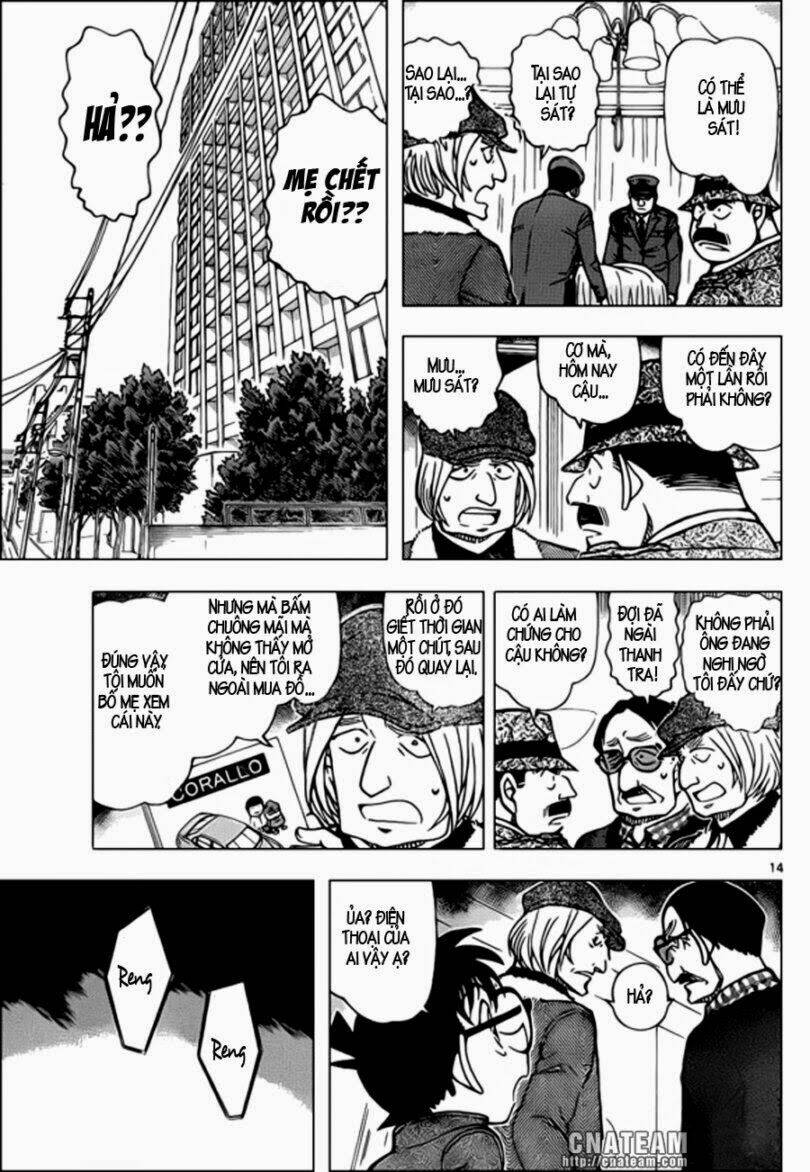 HẢ??
MẸ CHẾT
RỒI??
SAO LẠI...
TẠI SAO...?
TẠI SAO
LẠI TỰ
SÁT?
CÓ THỂ
LÀ MƯU
SÁT!
MƯU...
MƯU SÁT?
CƠ MÀ,
HÔM NAY
CẬU...
CÓ ĐẾN ĐÂY
MỘT LẦN RỒI
PHẢI KHÔNG?
ĐÚNG VẬY.
TÔI MUỐN
BỐ MẸ XEM
CÁI NÀY.
NHƯNG MÀ BẤM
CHUÔNG MÃI MÀ
KHÔNG THẤY MỞ
CỬA, NÊN TÔI RA
NGOÀI MUA ĐỒ...
RỒI Ở ĐÓ
GIẾT THỜI GIAN
MỘT CHÚT, SAU
ĐÓ QUAY LẠI.
CORALLO
CÓ AI LÀM
CHỨNG CHO
CẬU KHÔNG?
ĐỢI ĐÃ
NGÀI
THANH
TRA!
KHÔNG PHẢI
ÔNG ĐANG
NGHI NGỜ
TÔI ĐẤY CHỨ?
14
Reng
Reng
ỦA? ĐIỆN
THOẠI CỦA
AI VẬY Ạ?
HẢ?
CNATEAM
http://cnateam.com